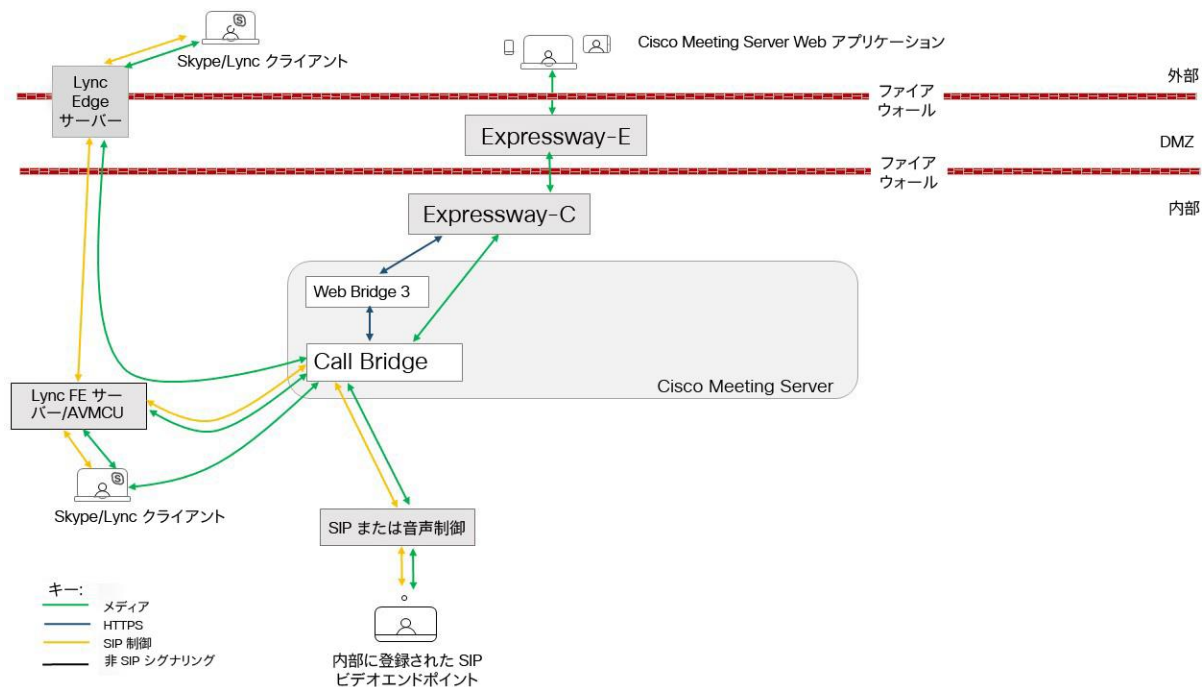 Skype/Lync クライアント
Cisco Meeting Server Web アプリケーション
外部
Lync
Edge
サーバー
ファイア
ウォール
Expressway-E
DMZ
ファイア
ウォール
Expressway-C
内部
Web Bridge 3
Call Bridge
Cisco Meeting Server
Lync FE サー
バー/AVMCU
Skype/Lync クライアント
SIP または音声制御
キー:
メディア
HTTPS
SIP 制御
非 SIP シグナリング
内部に登録された SIP
ビデオエンドポイント